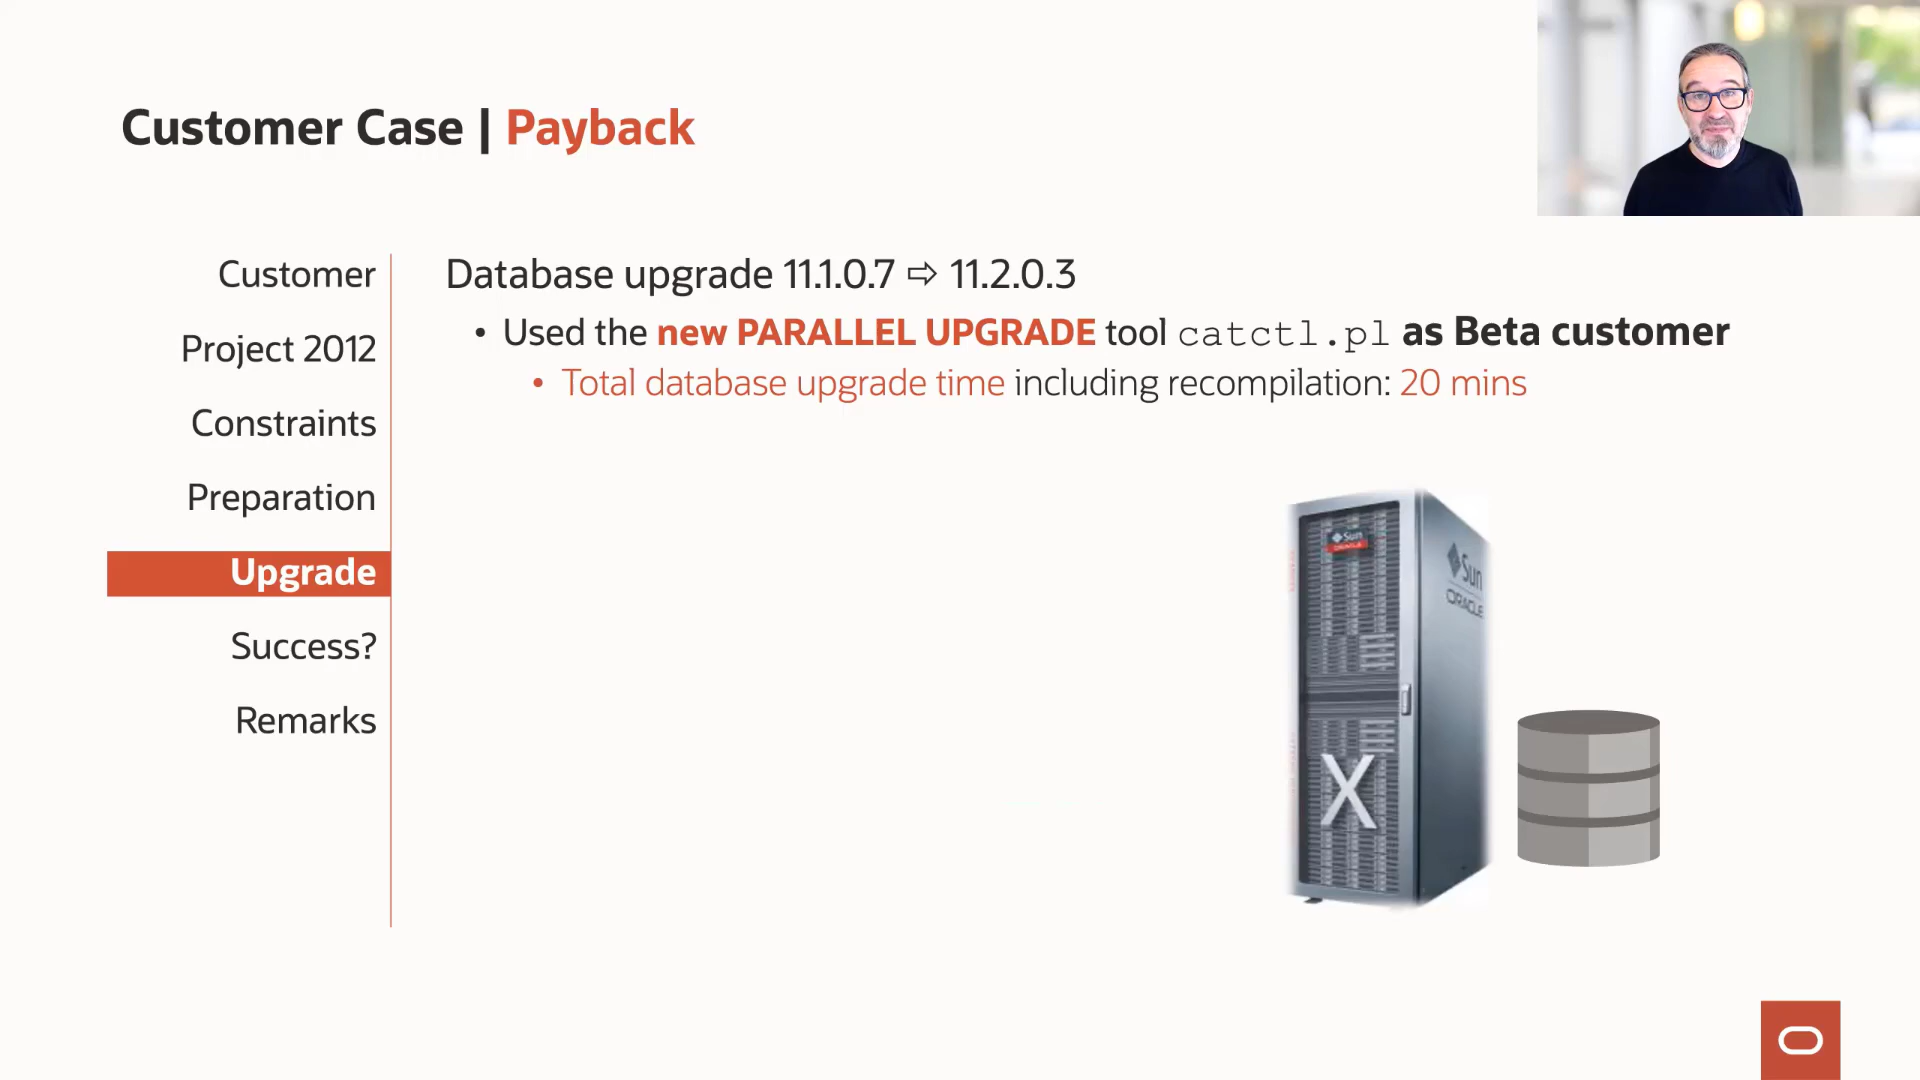 Customer Case | Payback
Customer
Project 2012
Constraints
Preparation
Upgrade
Success?
Remarks
Database upgrade 11.1.0.7 ⇨ 11.2.0.3
• Used the new PARALLEL UPGRADE tool catctl.pl as Beta customer
• Total database upgrade time including recompilation: 20 mins
Sun
ORACLE
Sun
ORACLE
X